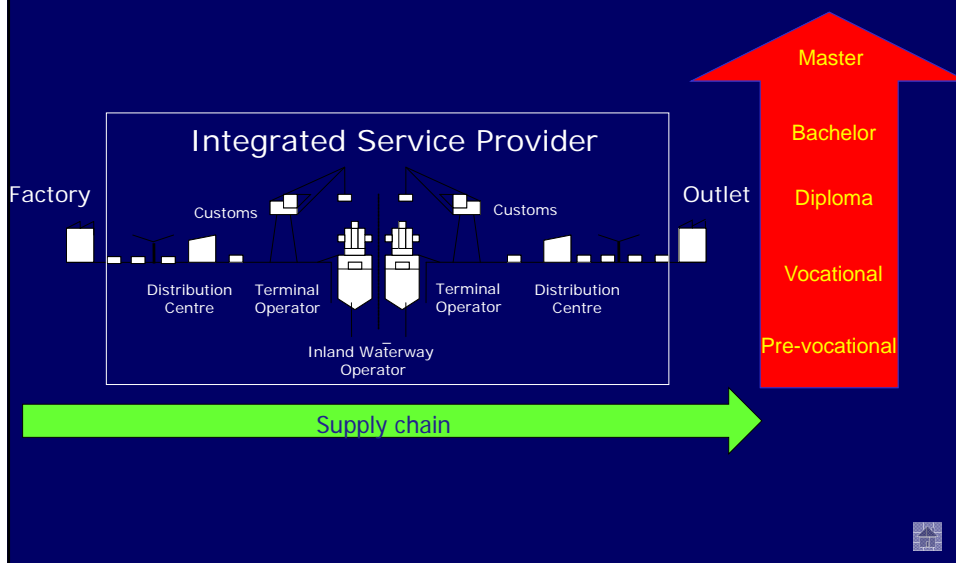 Integrated Service Provider
Factory
Customs
Customs
Outlet
Distribution
Centre
Terminal
Operator
Terminal
Operator
Distribution
Centre
Inland Waterway
Operator
Supply chain
Master
Bachelor
Diploma
Vocational
Pre-vocational